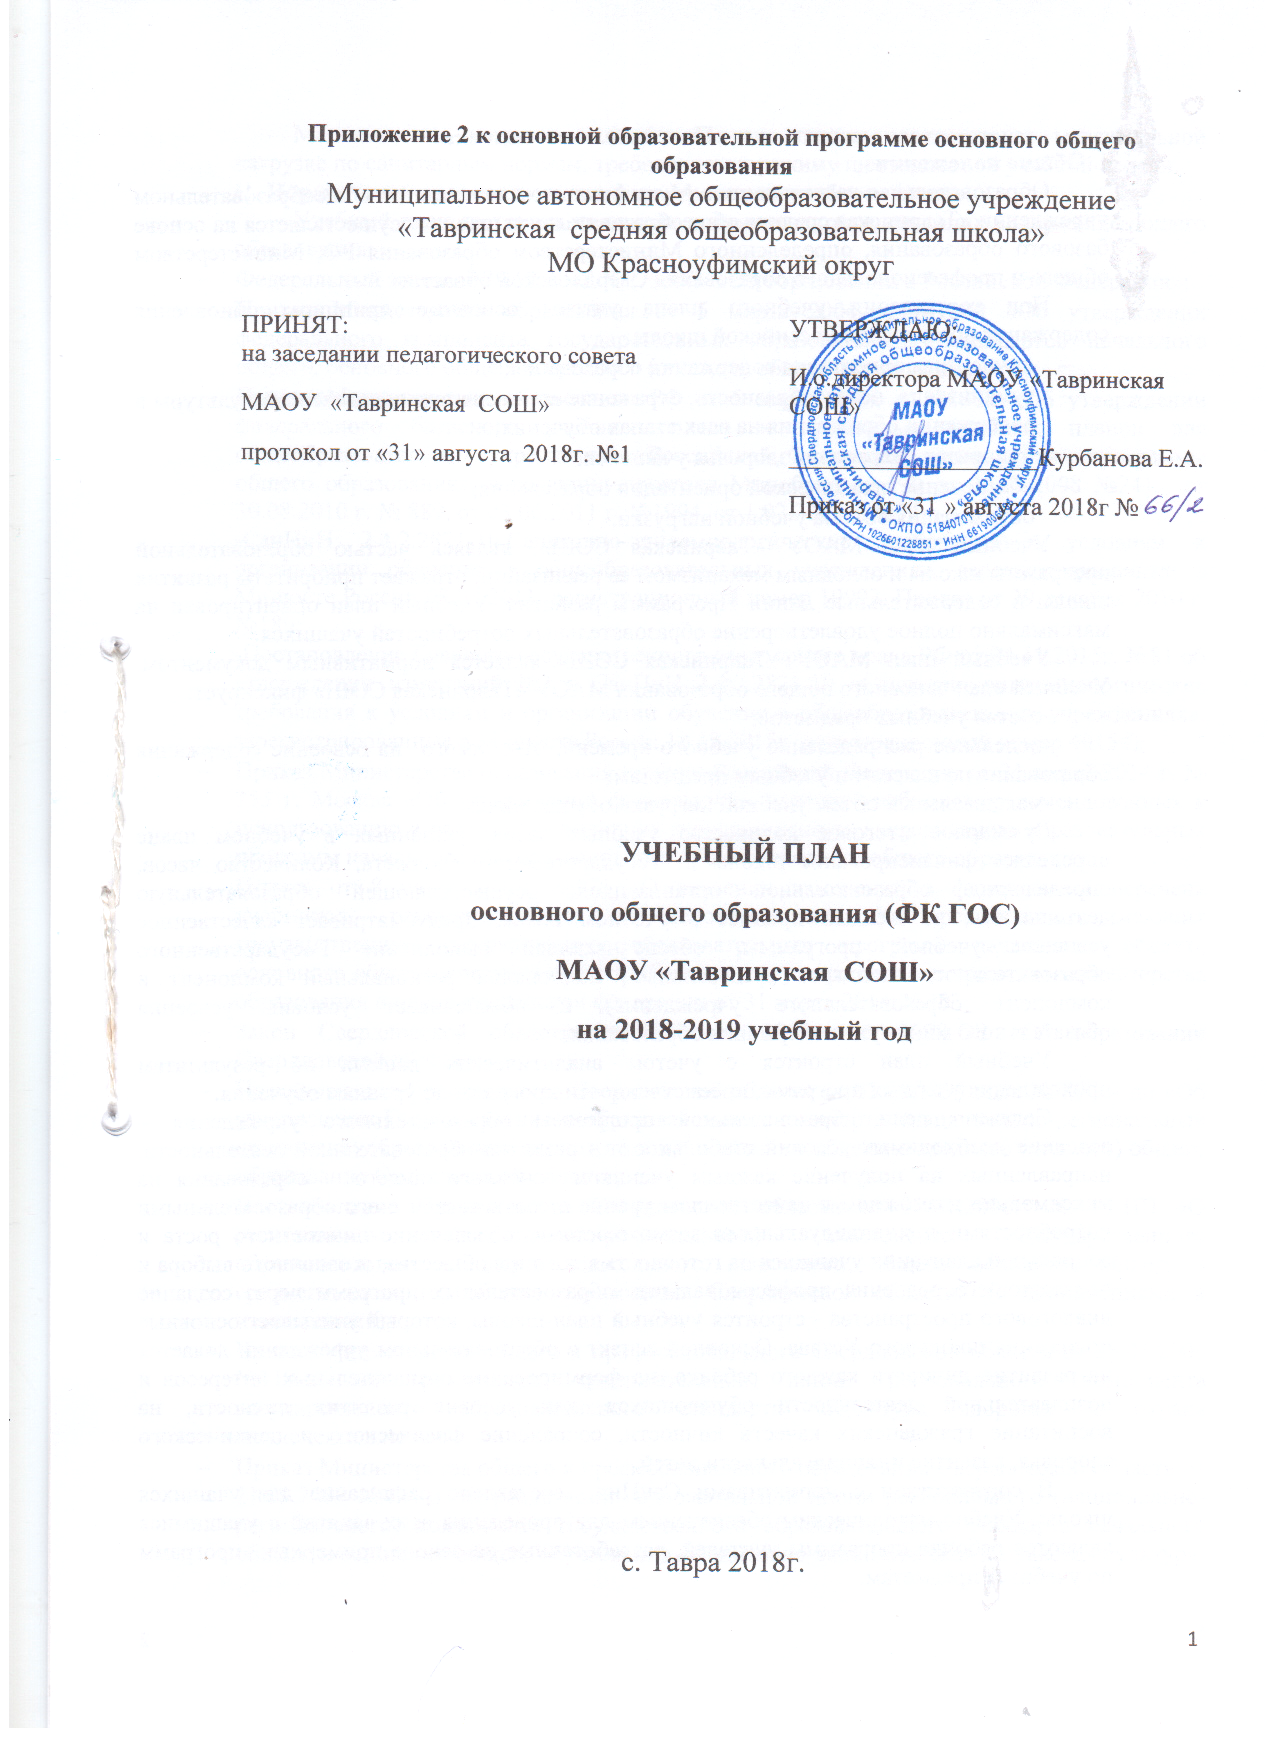 Приложение 2 к основной образовательной программе основного общего
образования
Муниципальное автономное общеобразовательное учреждение
«Тавринская средняя общеобразовательная школа»
МО Красноуфимский округ
ПРИНЯТ:
на заседании педагогического совета
МАОУ «Тавринская СОШ»
протокол от «31» августа 2018г. №1
УТВЕРЖДАЮ
И.о.директора МАОУ «Тавринская
СОШ»
Курбанова Е.А.
Приказ от «31 » августа 2018г № 66/2
МАОУ
«Тавринская
СОШ»
УЧЕБНЫЙ ПЛАН
основного общего образования (ФК ГОС)
МАОУ «Тавринская СОШ»
на 2018-2019 учебный год
с. Тавра 2018г.
1